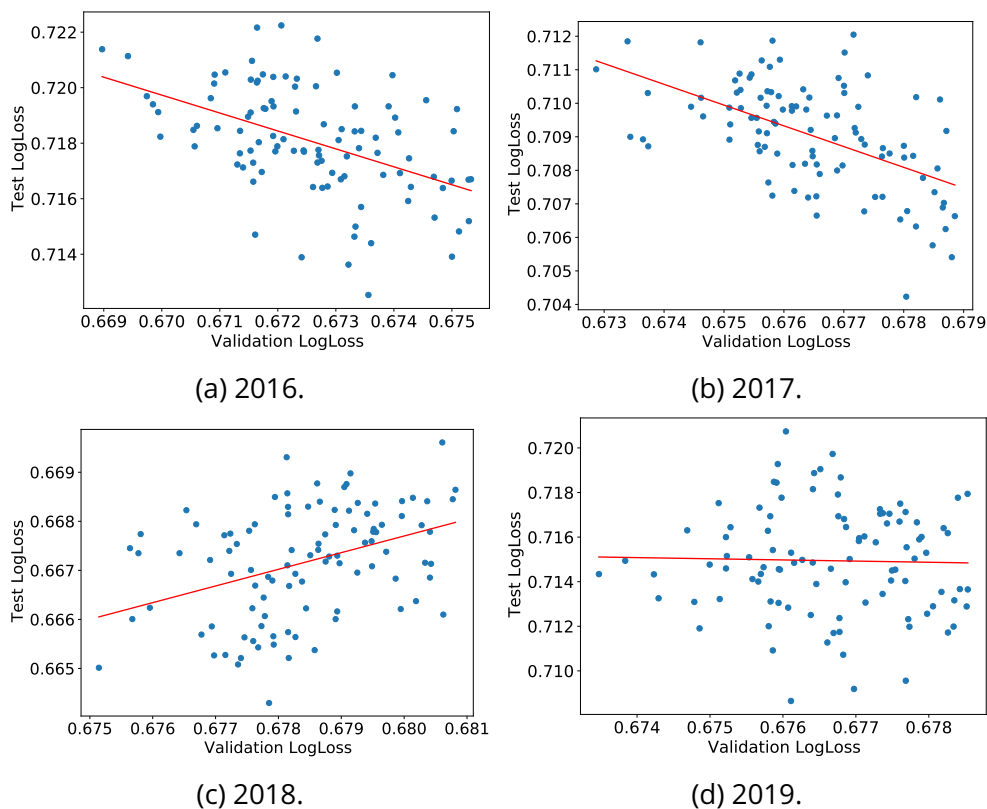 0.722
0.720
0.718
0.716
0.714
Test LogLoss
0.669 0.670 0.671 0.672 0.673 0.674 0.675
Validation LogLoss
(a) 2016.
0.712
0.711
0.710
0.709
0.708
0.707
0.706
0.705
0.704
Test LogLoss
0.673 0.674 0.675 0.676 0.677 0.678 0.679
Validation LogLoss
(b) 2017.
0.669
0.668
0.667
0.666
0.665
Test LogLoss
0.675 0.676 0.677 0.678 0.679 0.680 0.681
Validation LogLoss
(c) 2018.
0.720
0.718
0.716
0.714
0.712
0.710
Test LogLoss
0.674 0.675 0.676 0.677 0.678
Validation LogLoss
(d) 2019.